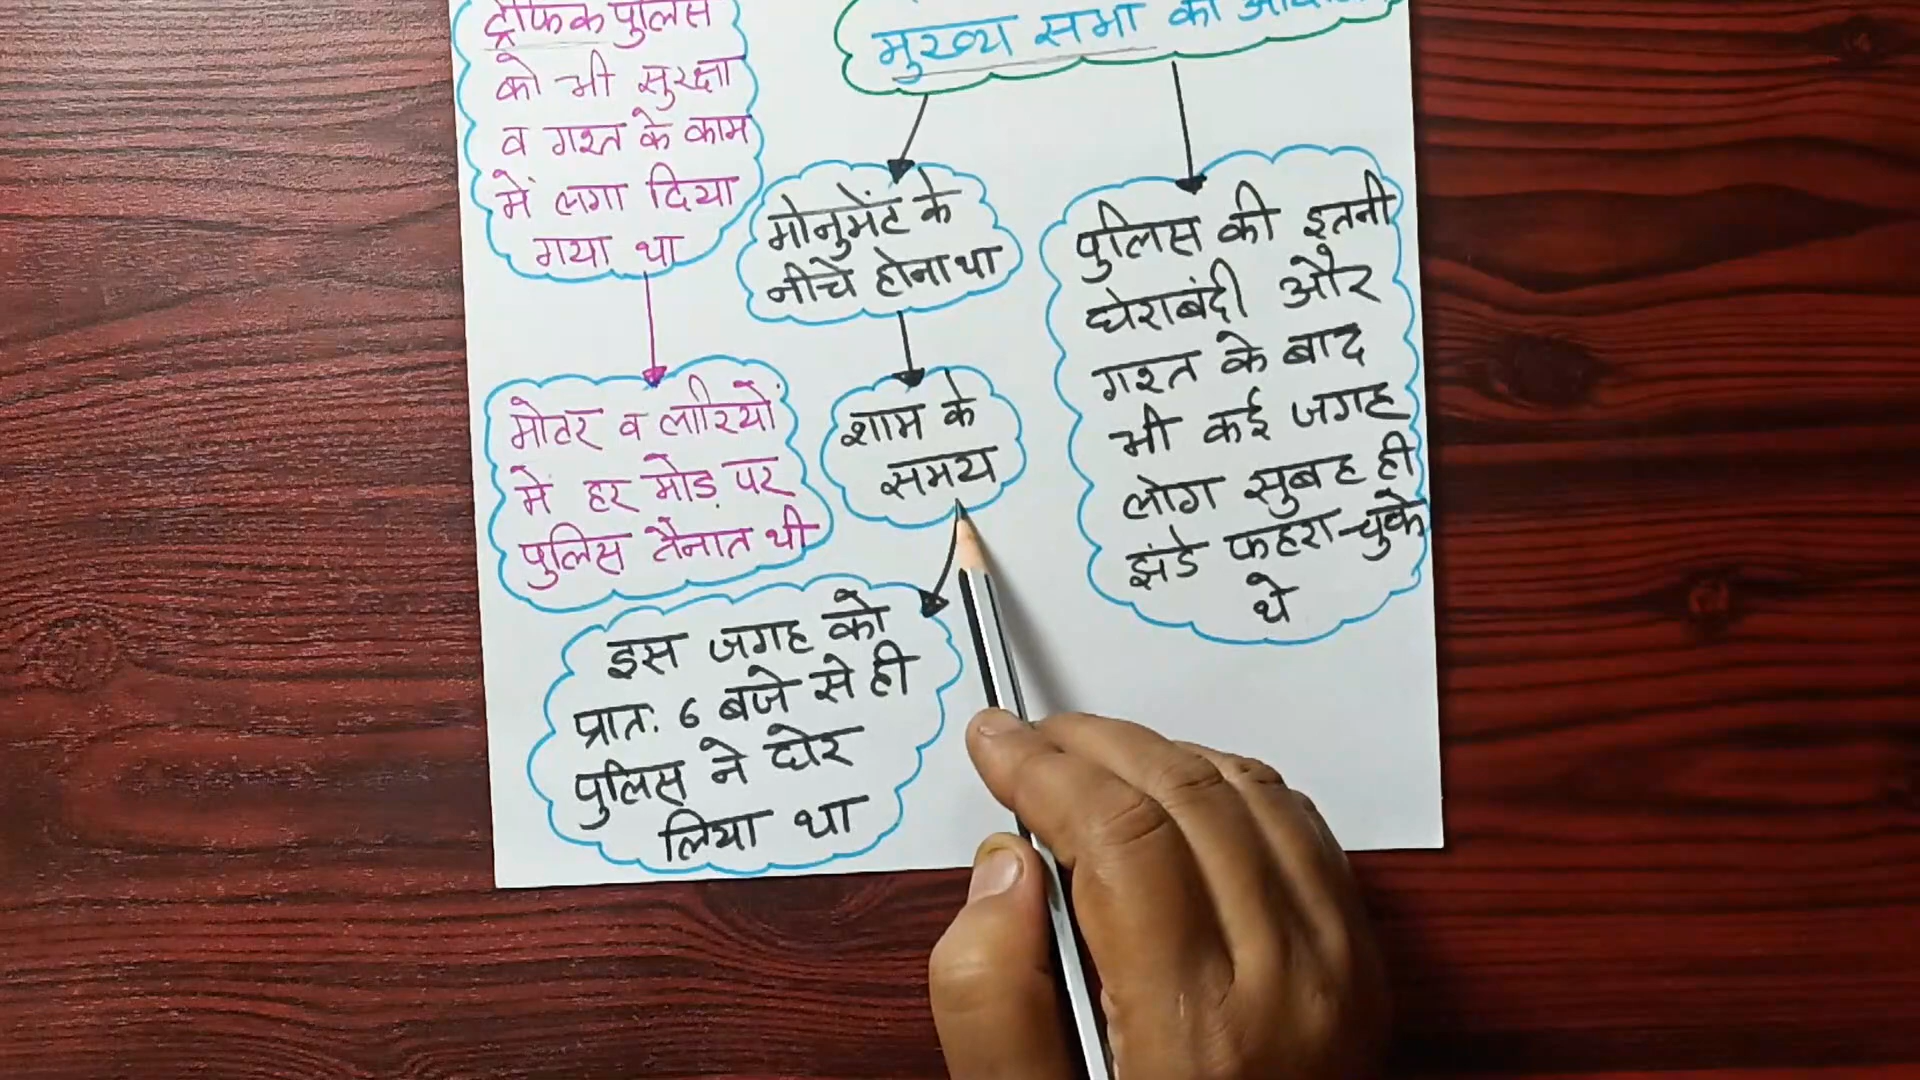 ट्रैफिक पुलिस
को भी सुरक्षा
व गश्त के काम
में लगा दिया
गया था
मोटर व लारियों
में हर मोड़ पर
पुलिस तैनात थी
मुख्य सभा का
मोनुमेंट के
नीचे होना था
शाम के
समय
इस जगह को
प्रात: 6 बजे से ही
पुलिस ने घेर
लिया था
पुलिस की इतनी
घेराबंदी और
गश्त के बाद
भी कई जगह
लोग सुबह ही
झंडे फहरा-चुके
थे